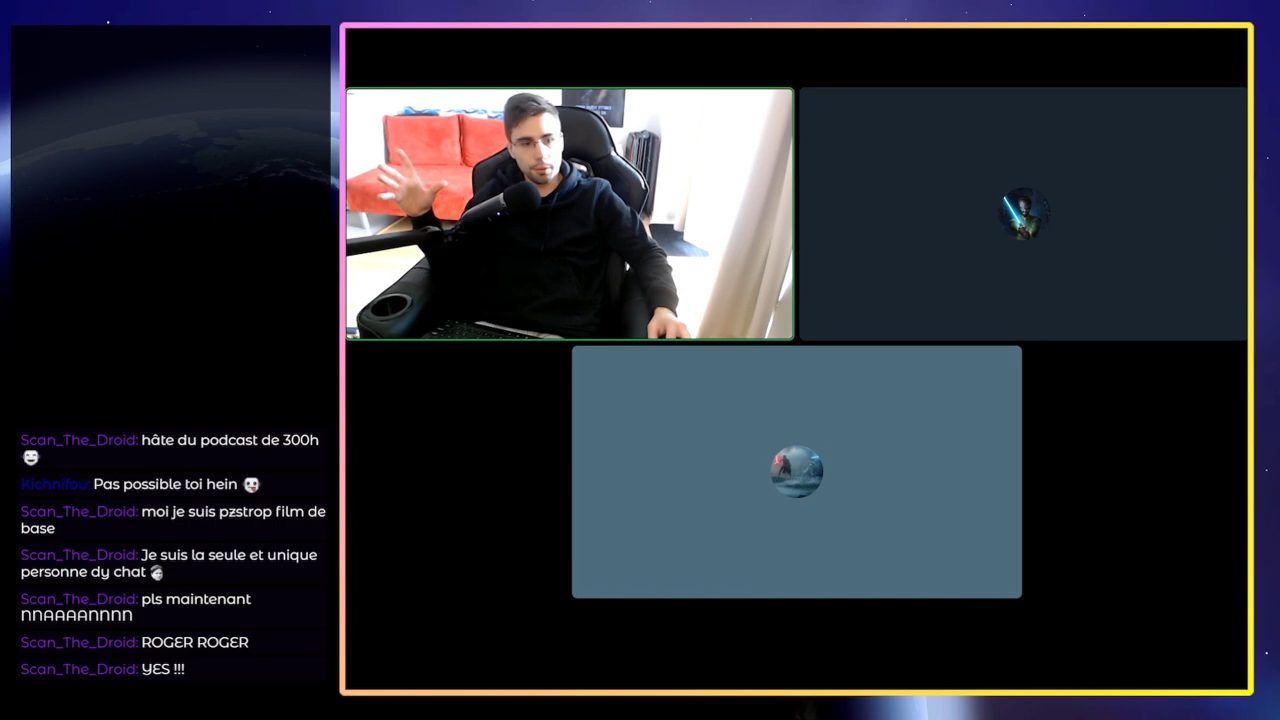 Scan_The_Droid: hâte du podcast de 300h
Kichnifou: Pas possible toi hein
Scan_The_Droid: moi je suis pzstrop film de
base
Scan_The_Droid: Je suis la seule et unique
personne dy chat
Scan_The_Droid: pls maintenant
NNAAAANNNN
Scan_The_Droid: ROGER ROGER
Scan_The_Droid: YES !!!